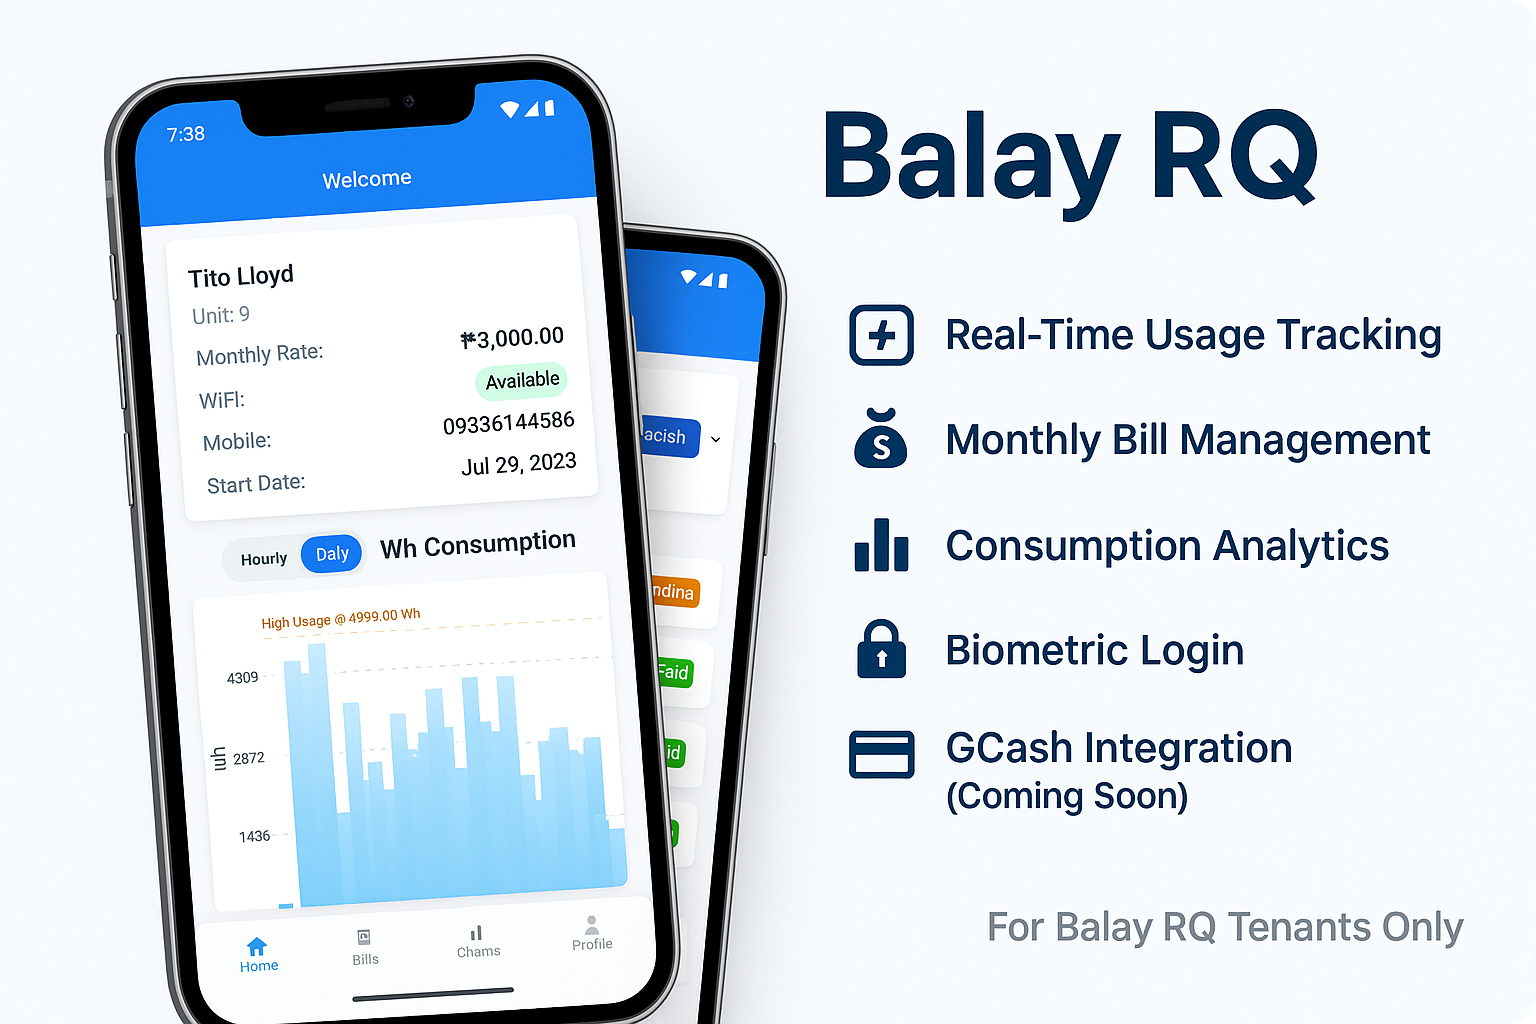 7:38
Welcome
Tito Lloyd
Unit: 9
Monthly Rate: ₱3,000.00
WiFI: Available
Mobile: 09336144586
Start Date: Jul 29, 2023
Hourly Daly Wh Consumption
High Usage @ 4999.00 Wh
4309
2872
1436
Home
Bills
Chams
Profile
acish
ndina
Faid
id
Balay RQ
Real-Time Usage Tracking
$
Monthly Bill Management
Consumption Analytics
Biometric Login
GCash Integration
(Coming Soon)
For Balay RQ Tenants Only